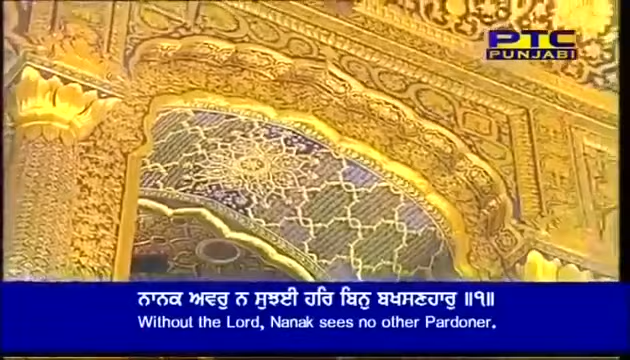 PTC
PUNJABI
ਨਾਨਕ ਅਵਰੁ ਨ ਸੁਝਈ ਹਰਿ ਬਿਨੁ ਬਖਸਣਹਾਰੁ ॥੧॥
Without the Lord, Nanak sees no other Pardoner.